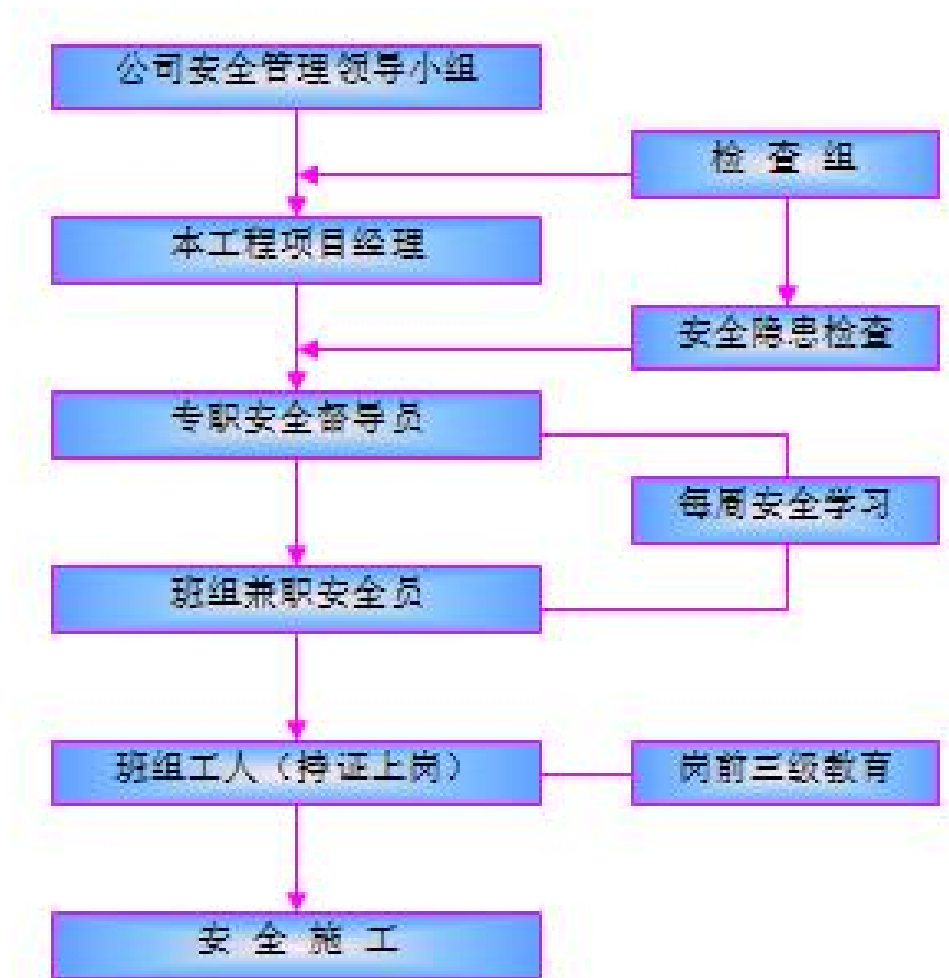 公司安全管理领导小组
检 查 组
本工程项目经理
安全隐患检查
专职安全督导员
每周安全学习
班组兼职安全员
班组工人（持证上岗）
岗前三级教育
安 全 施 工